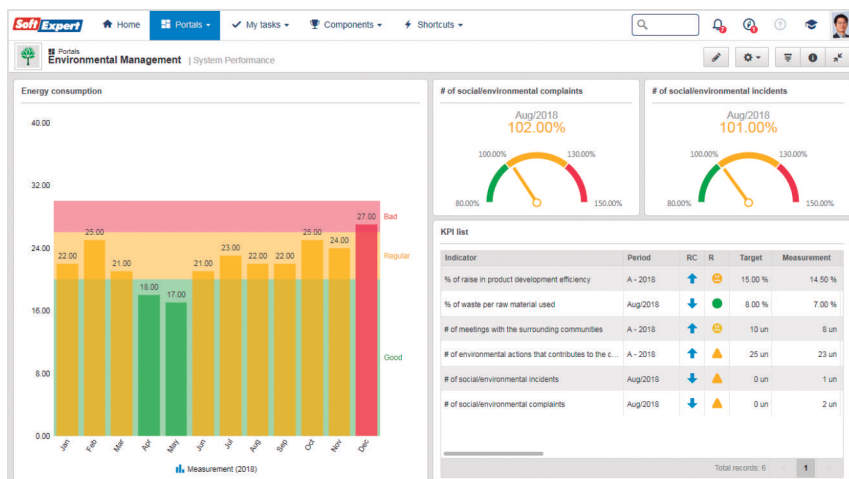 Soft Expert Home Portals My tasks Components Shortcuts 7 6
Portals
Environmental Management | System Performance
Energy consumption
40.00
32.00
24.00
16.00
8.00
0.00
22.00 25.00 21.00 18.00 17.00 21.00 23.00 22.00 22.00 25.00 24.00 27.00
Bad
Regular
Good
Jan Feb Mar Apr May Jun Jul Aug Sep Oct Nov Dec
Measurement (2018)
# of social/environmental complaints
Aug/2018
102.00%
100.00% 130.00%
80.00% 150.00%
# of social/environmental incidents
Aug/2018
101.00%
100.00% 130.00%
80.00% 150.00%
KPI list
Indicator Period RC R Target Measurement
% of raise in product development efficiency A - 2018 15.00 % 14.50 %
% of waste per raw material used Aug/2018 8.00 % 7.00 %
# of meetings with the surrounding communities A - 2018 10 un 8 un
# of environmental actions that contributes to the c... A - 2018 25 un 23 un
# of social/environmental incidents Aug/2018 0 un 1 un
# of social/environmental complaints Aug/2018 0 un 2 un
Total records: 6 1